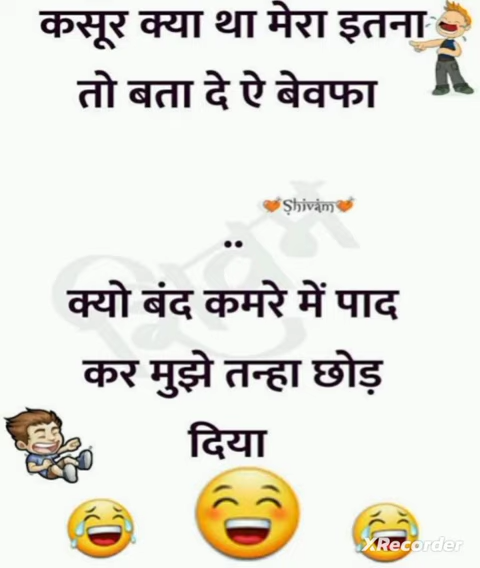 कसूर क्या था मेरा इतना
तो बता दे ऐ बेवफा
Shivam
..
क्यो बंद कमरे में पाद
कर मुझे तन्हा छोड़
दिया
XRecorder